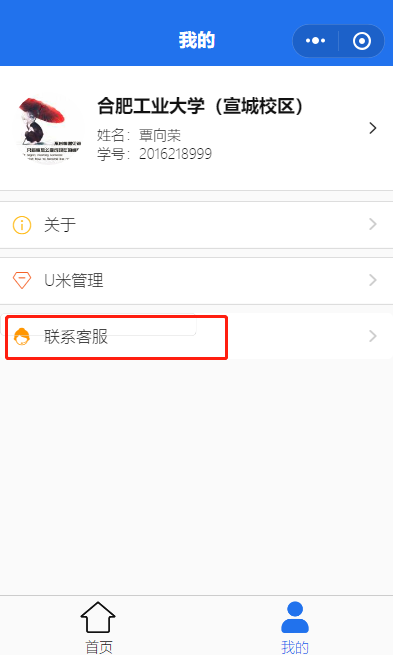 我的
合肥工业大学（宣城校区）
姓名：覃向荣
学号：2016218999
关于
U米管理
联系客服
首页
我的